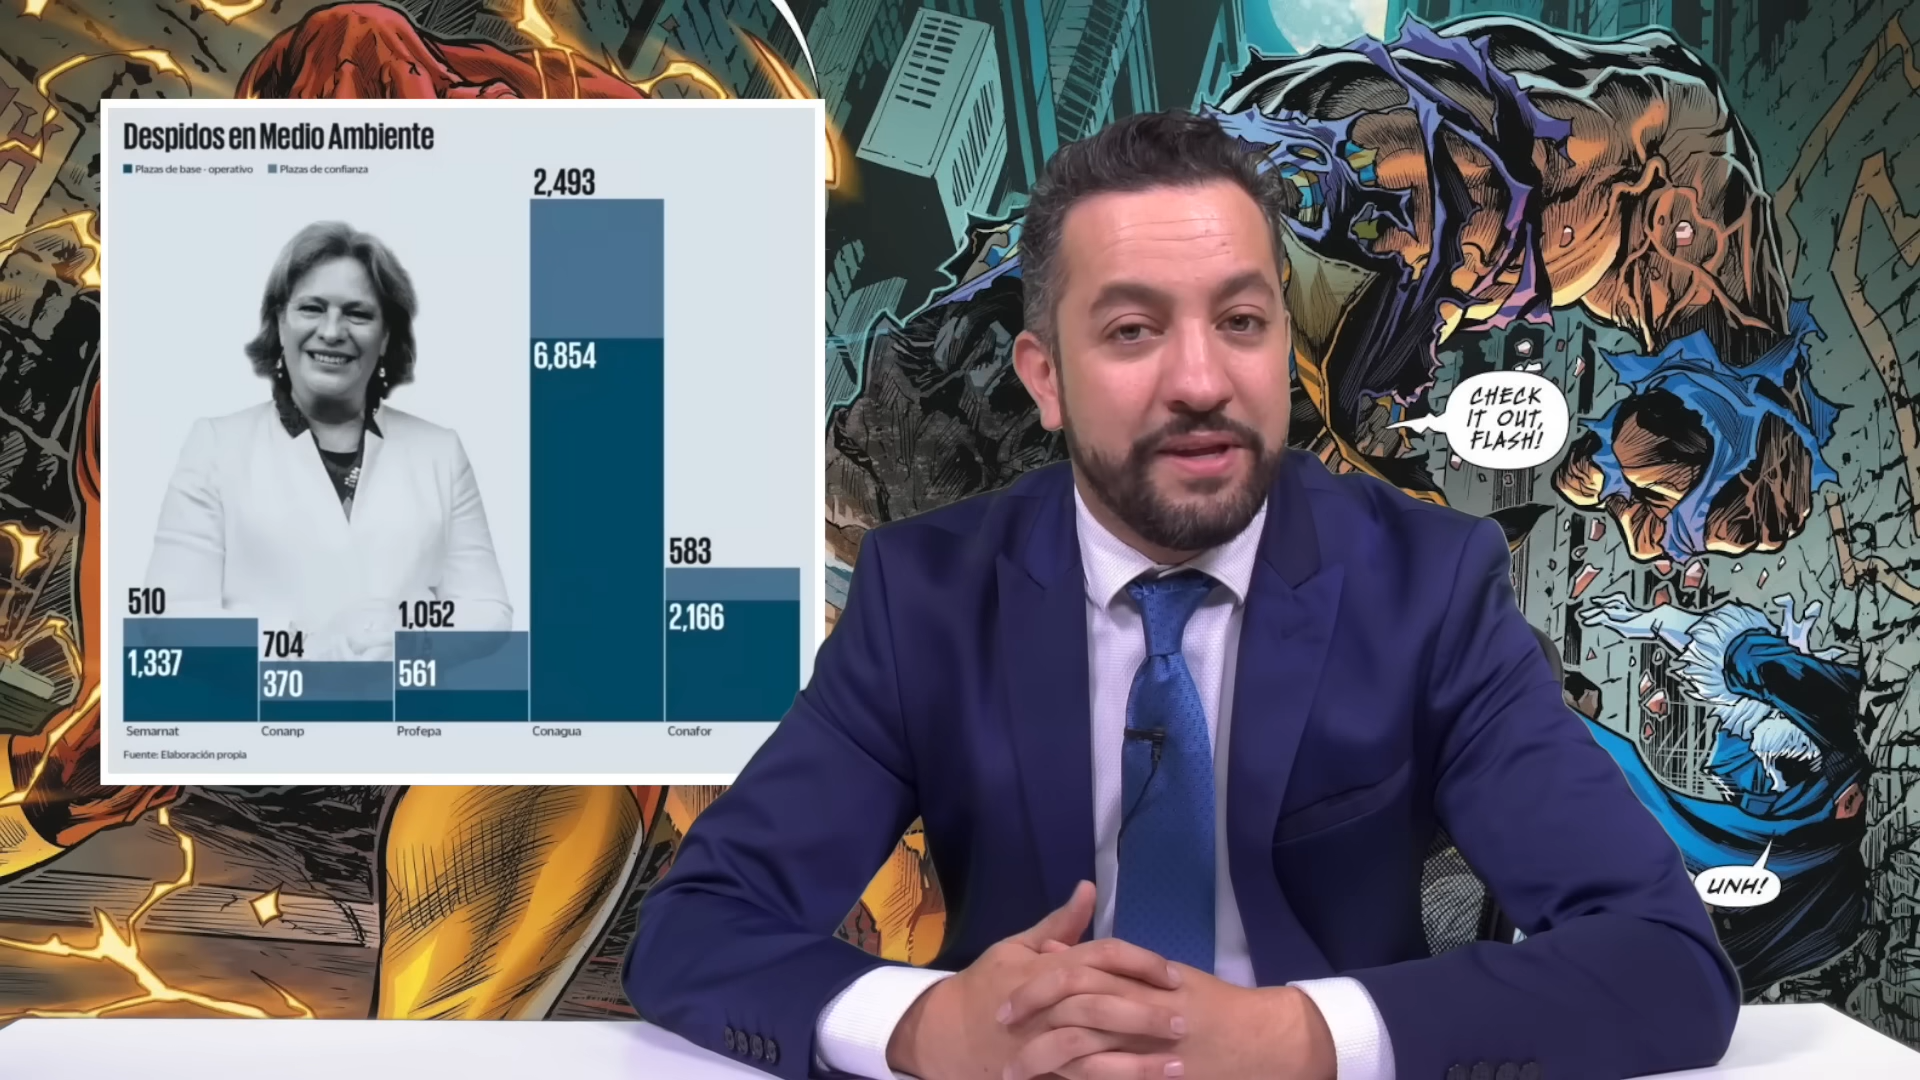 Despidos en Medio Ambiente
Plazas de base - operativo
Plazas de confianza
2,493
6,854
583
2,166
510
1,337
704
370
1,052
561
Semarnat
Conanp
Profepa
Conagua
Conafor
Fuente: Elaboración propia
CHECK
IT OUT,
FLASH!
UNH!